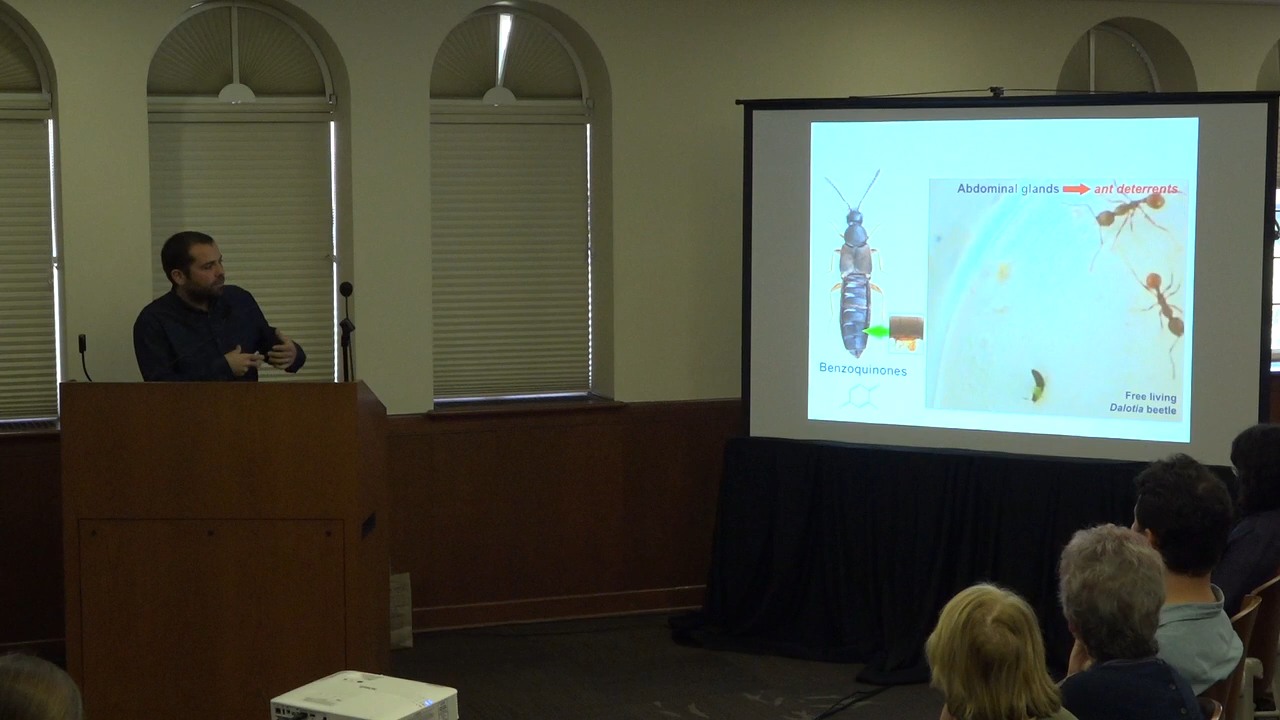 Abdominal glands ant deterrents
Benzoquinones
Free living
Dalotia beetle